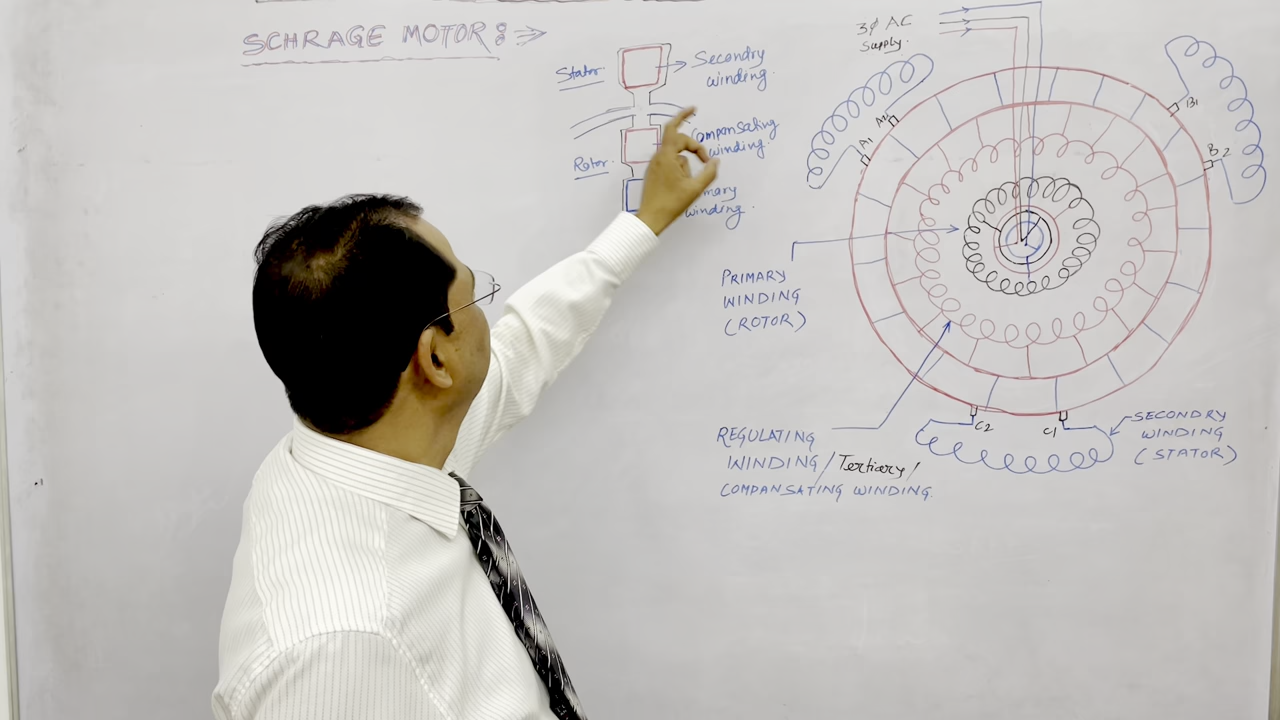 SCHRAGE MOTOR:
Stator
Secondry
winding.
Compensating
winding.
Rotor
winding.
3φ AC
Supply.
A1
A2
B1
B2
C2
C1
PRIMARY
WINDING
(ROTOR)
REGULATING
WINDING / Tertiary /
COMPANSATING WINDING.
SECONDRY
WINDING
(STATOR)